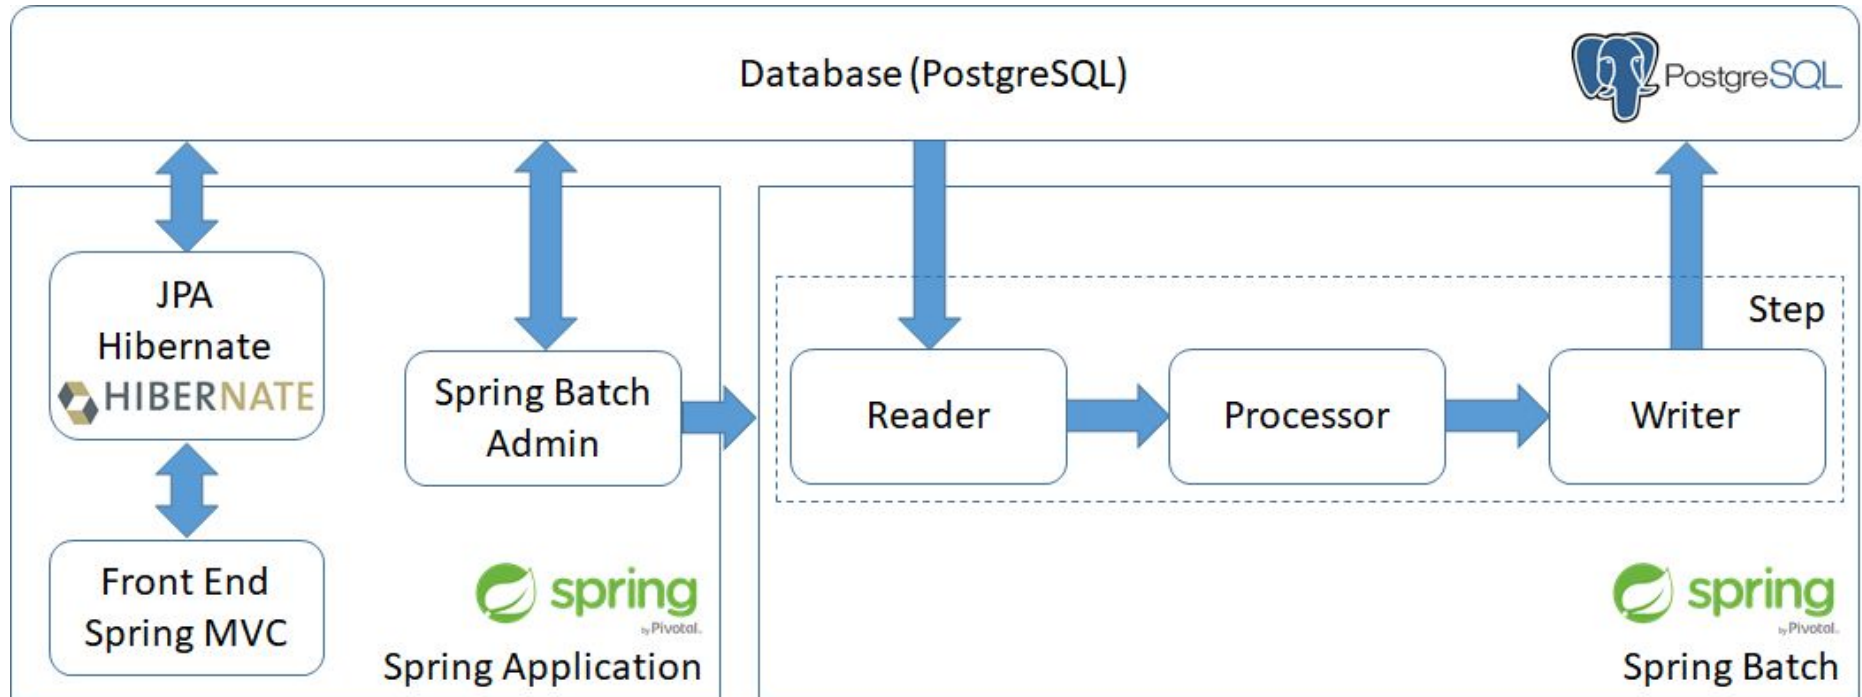 Database (PostgreSQL)
PostgreSQL
JPA
Hibernate
HIBERNATE
Front End
Spring MVC
Spring Batch
Admin
spring
by Pivotal.
Spring Application
Step
Reader
Processor
Writer
spring
by Pivotal.
Spring Batch